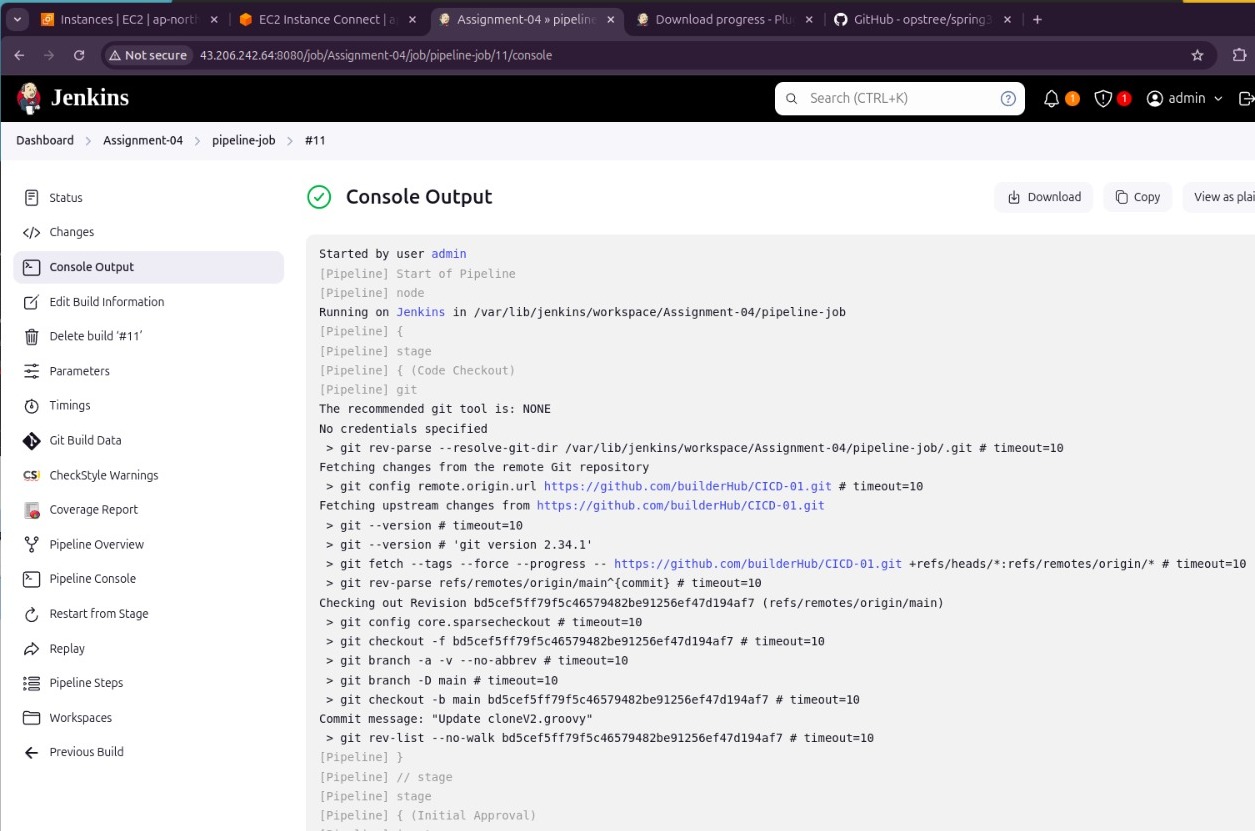 Instances | EC2 | ap-north
EC2 Instance Connect | a
Assignment-04 » pipeline
Download progress - Plu
GitHub - opstree/spring3
Not secure
43.206.242.64:8080/job/Assignment-04/job/pipeline-job/11/console
Jenkins
Search (CTRL+K)
1
1
admin
Dashboard
Assignment-04
pipeline-job
#11
Status
Changes
Console Output
Edit Build Information
Delete build ‘#11’
Parameters
Timings
Git Build Data
CS! CheckStyle Warnings
Coverage Report
Pipeline Overview
Pipeline Console
Restart from Stage
Replay
Pipeline Steps
Workspaces
Previous Build
Console Output
Download
Copy
View as plai
Started by user admin
[Pipeline] Start of Pipeline
[Pipeline] node
Running on Jenkins in /var/lib/jenkins/workspace/Assignment-04/pipeline-job
[Pipeline] {
[Pipeline] stage
[Pipeline] { (Code Checkout)
[Pipeline] git
The recommended git tool is: NONE
No credentials specified
> git rev-parse --resolve-git-dir /var/lib/jenkins/workspace/Assignment-04/pipeline-job/.git # timeout=10
Fetching changes from the remote Git repository
> git config remote.origin.url https://github.com/builderHub/CICD-01.git # timeout=10
Fetching upstream changes from https://github.com/builderHub/CICD-01.git
> git --version # timeout=10
> git --version # 'git version 2.34.1'
> git fetch --tags --force --progress -- https://github.com/builderHub/CICD-01.git +refs/heads/*:refs/remotes/origin/* # timeout=10
> git rev-parse refs/remotes/origin/main^{commit} # timeout=10
Checking out Revision bd5cef5ff79f5c46579482be91256ef47d194af7 (refs/remotes/origin/main)
> git config core.sparsecheckout # timeout=10
> git checkout -f bd5cef5ff79f5c46579482be91256ef47d194af7 # timeout=10
> git branch -a -v --no-abbrev # timeout=10
> git branch -D main # timeout=10
> git checkout -b main bd5cef5ff79f5c46579482be91256ef47d194af7 # timeout=10
Commit message: "Update cloneV2.groovy"
> git rev-list --no-walk bd5cef5ff79f5c46579482be91256ef47d194af7 # timeout=10
[Pipeline] }
[Pipeline] // stage
[Pipeline] stage
[Pipeline] { (Initial Approval)